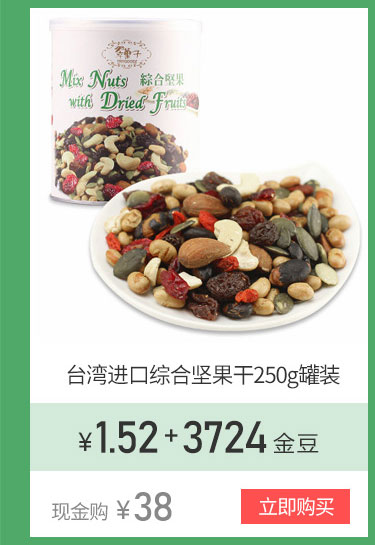 Mix Nuts 綜合堅果
with Dried Fruits
台湾进口综合坚果干250g罐装
¥1.52+3724金豆
现金购 ¥38
立即购买